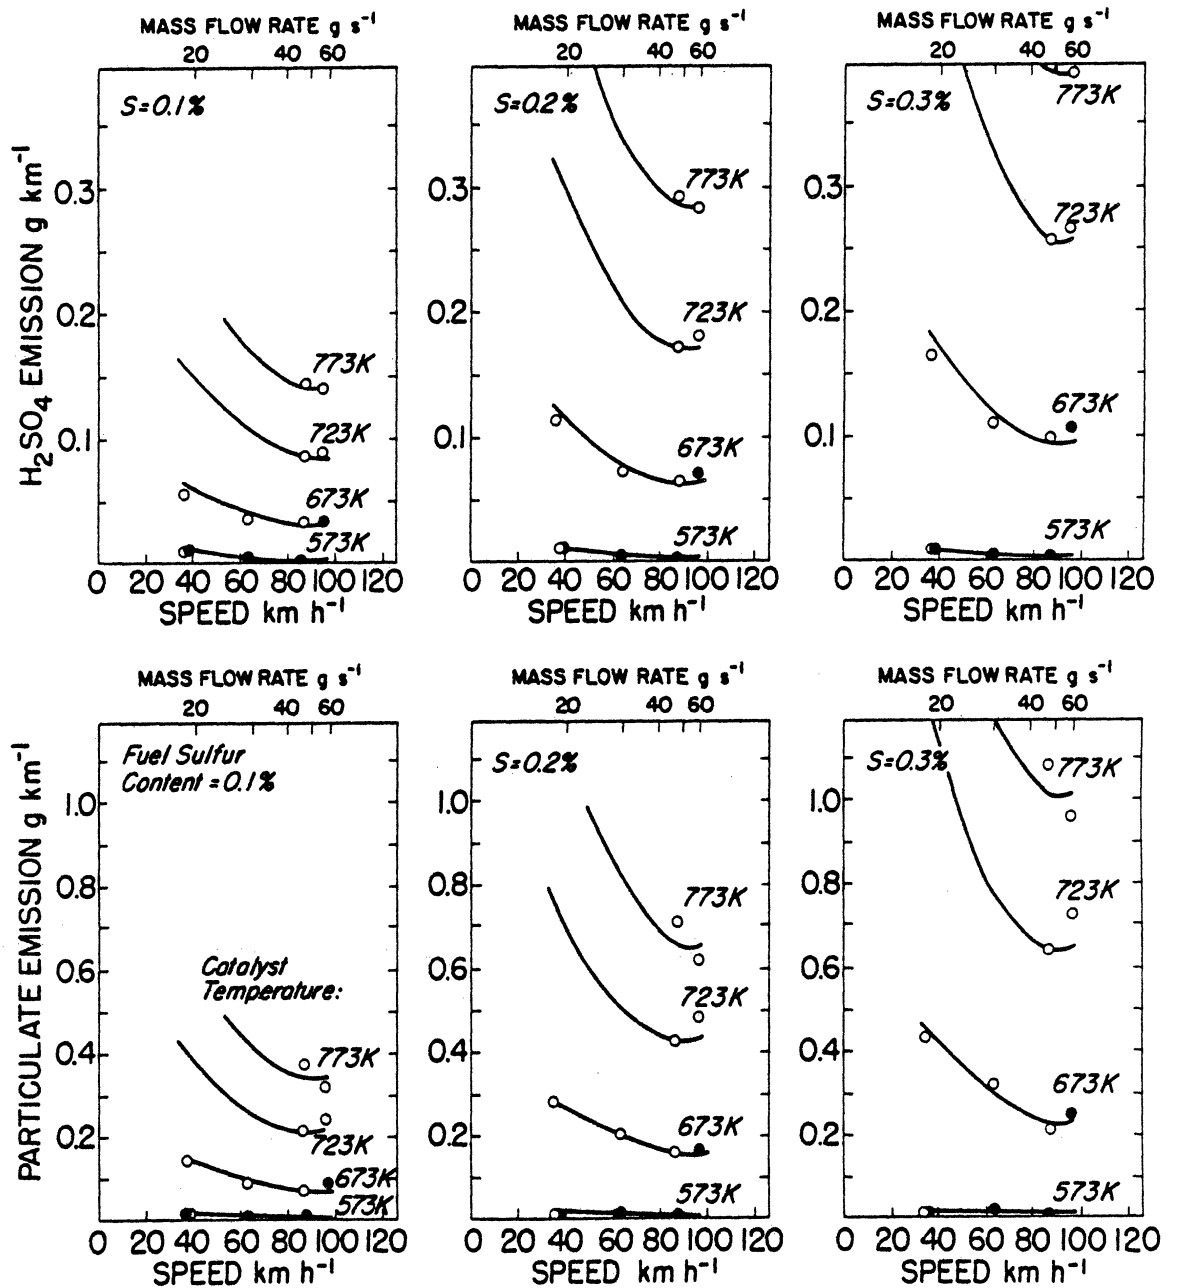 MASS FLOW RATE g s⁻¹
20 40 60
S=0.1%
H₂SO₄ EMISSION g km⁻¹
0.3
0.2
0.1
773K
723K
673K
573K
0 20 40 60 80 100 120
SPEED km h⁻¹
MASS FLOW RATE g s⁻¹
20 40 60
S=0.2%
0.3
0.2
0.1
773K
723K
673K
573K
0 20 40 60 80 100 120
SPEED km h⁻¹
MASS FLOW RATE g s⁻¹
20 40 60
S=0.3%
0.3
0.2
0.1
773K
723K
673K
573K
0 20 40 60 80 100 120
SPEED km h⁻¹
MASS FLOW RATE g s⁻¹
20 40 60
Fuel Sulfur
Content = 0.1%
PARTICULATE EMISSION g km⁻¹
1.0
0.8
0.6
0.4
0.2
Catalyst
Temperature:
773K
723K
673K
573K
0 20 40 60 80 100 120
SPEED km h⁻¹
MASS FLOW RATE g s⁻¹
20 40 60
S=0.2%
1.0
0.8
0.6
0.4
0.2
773K
723K
673K
573K
0 20 40 60 80 100 120
SPEED km h⁻¹
MASS FLOW RATE g s⁻¹
20 40 60
S=0.3%
1.0
0.8
0.6
0.4
0.2
773K
723K
673K
573K
0 20 40 60 80 100 120
SPEED km h⁻¹